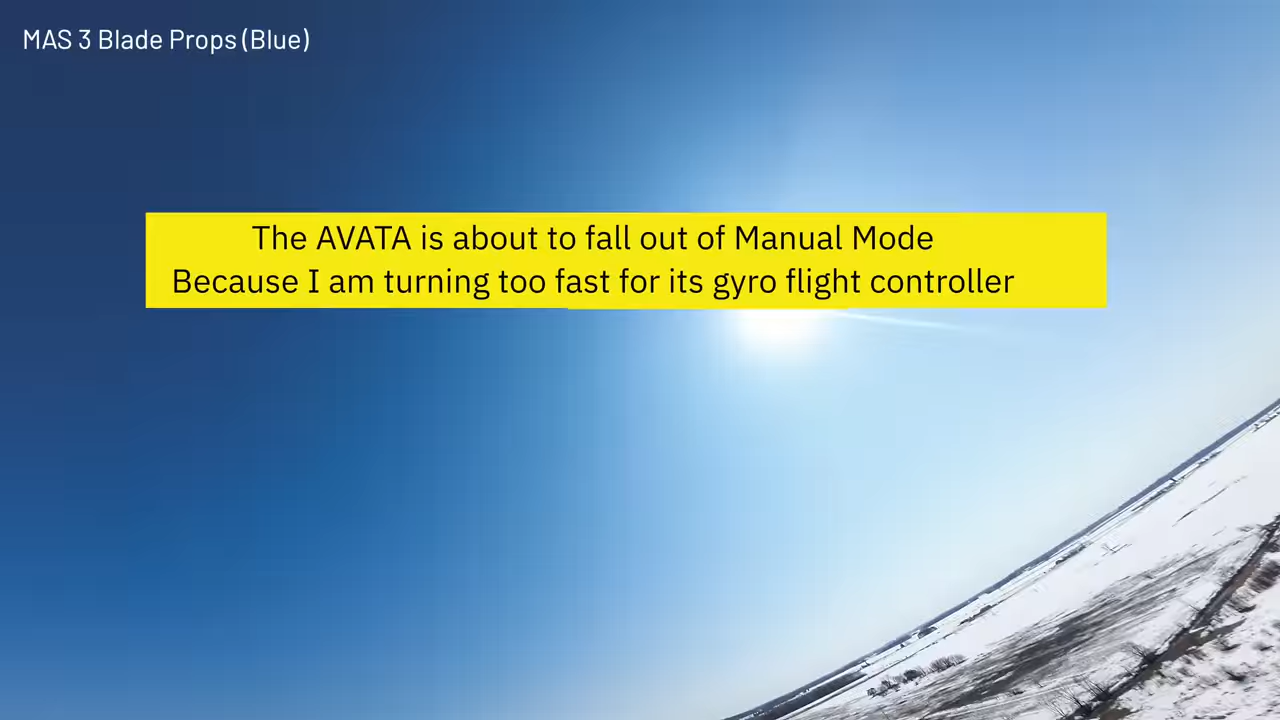 MAS 3 Blade Props (Blue)
The AVATA is about to fall out of Manual Mode
Because I am turning too fast for its gyro flight controller